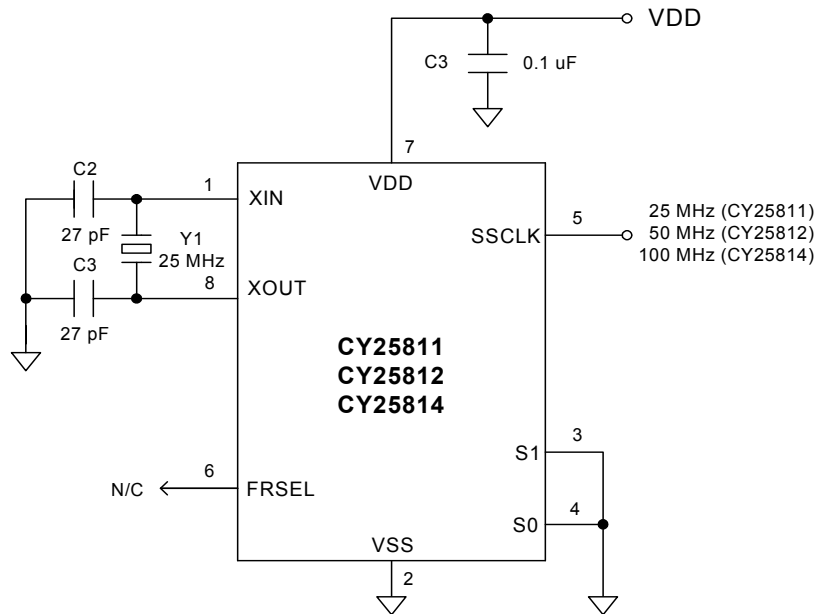 VDD
C3 0.1 uF
7
VDD
C2
1
XIN
27 pF
Y1
25 MHz
C3
8
XOUT
27 pF
5
SSCLK
25 MHz (CY25811)
50 MHz (CY25812)
100 MHz (CY25814)
CY25811
CY25812
CY25814
3
S1
6
N/C
FRSEL
4
S0
VSS
2